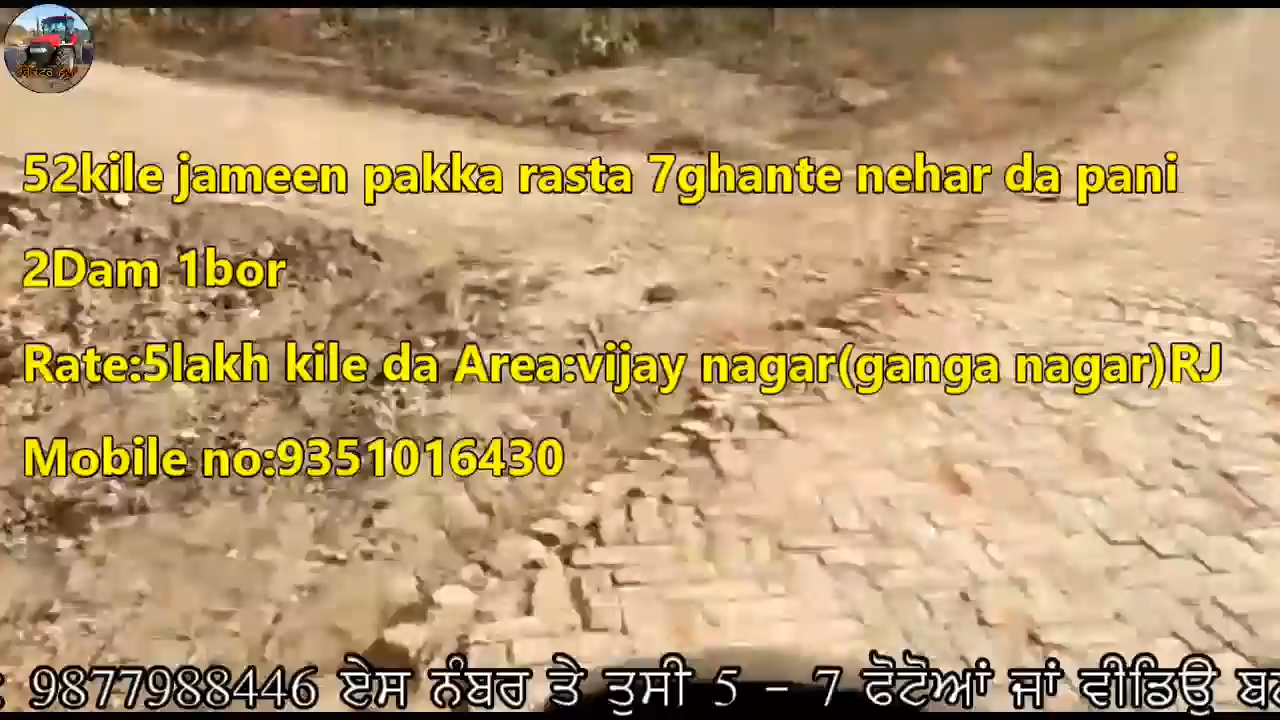 52kile jameen pakka rasta 7ghante nehar da pani
2Dam 1bor
Rate:5lakh kile da Area:vijay nagar(ganga nagar)RJ
Mobile no:9351016430
: 9877988446 ਏਸ ਨੰਬਰ ਤੇ ਤੁਸੀ 5 - 7 ਫੋਟੋਆਂ ਜਾਂ ਵੀਡਿਉ